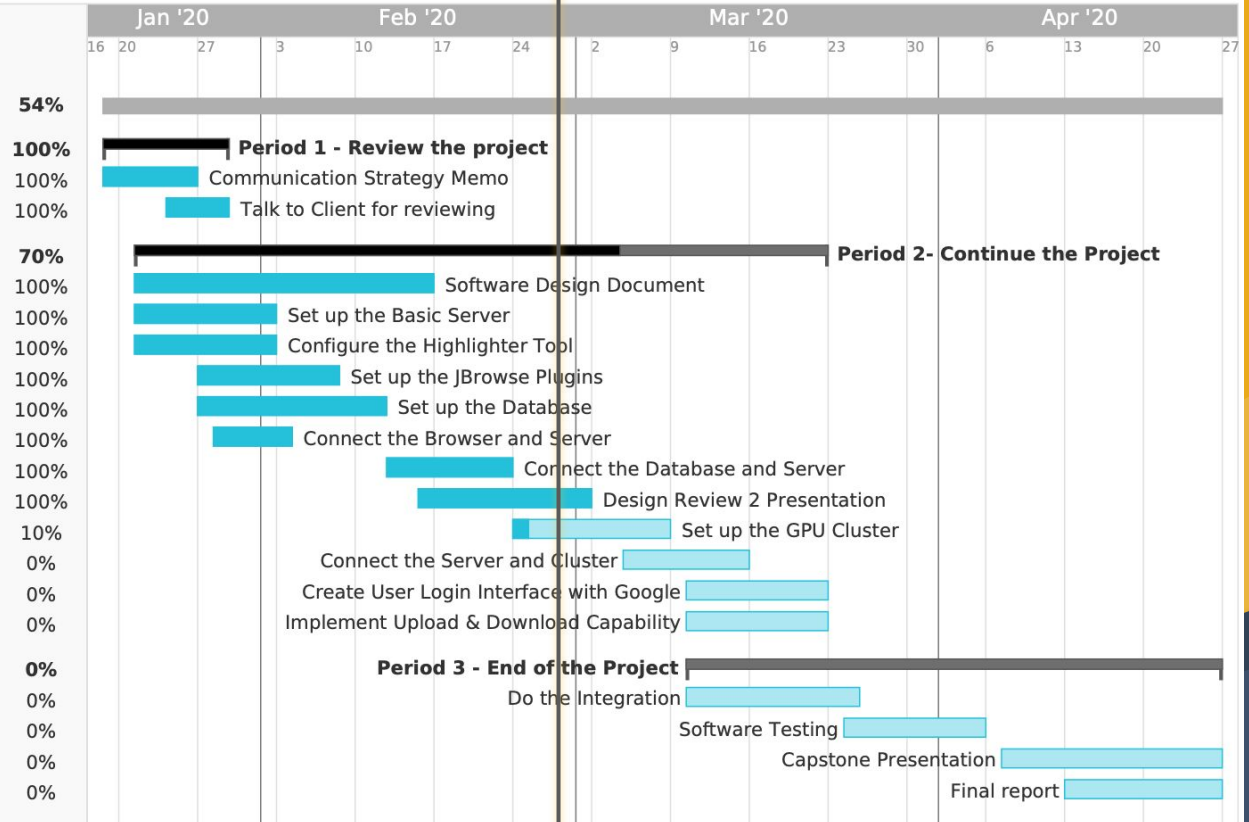 Jan '20 Feb '20 Mar '20 Apr '20
16 20 27 3 10 17 24 2 9 16 23 30 6 13 20 27
54%
100% Period 1 - Review the project
100% Communication Strategy Memo
100% Talk to Client for reviewing
70% Period 2- Continue the Project
100% Software Design Document
100% Set up the Basic Server
100% Configure the Highlighter Tool
100% Set up the JBrowse Plugins
100% Set up the Database
100% Connect the Browser and Server
100% Connect the Database and Server
100% Design Review 2 Presentation
10% Set up the GPU Cluster
0% Connect the Server and Cluster
0% Create User Login Interface with Google
0% Implement Upload & Download Capability
0% Period 3 - End of the Project
0% Do the Integration
0% Software Testing
0% Capstone Presentation
0% Final report